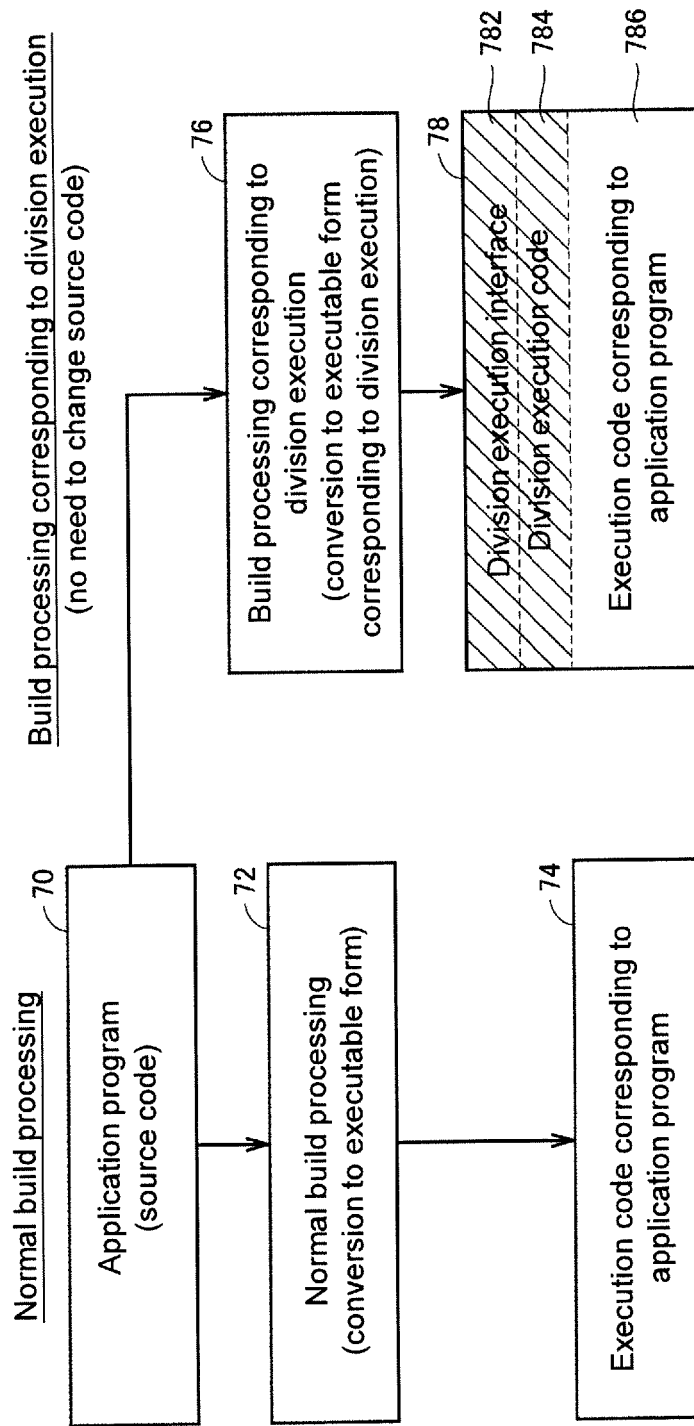 Normal build processing
70
Application program
(source code)
72
Normal build processing
(conversion to executable form)
74
Execution code corresponding to
application program
Build processing corresponding to division execution
(no need to change source code)
76
Build processing corresponding to
division execution
(conversion to executable form
corresponding to division execution)
78
Division execution interface
782
Division execution code
784
Execution code corresponding to
application program
786